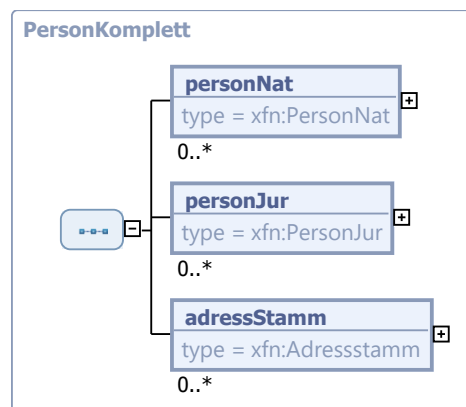 PersonKomplett
personNat
type = xfn:PersonNat
0..*
personJur
type = xfn:PersonJur
0..*
adressStamm
type = xfn:Adressstamm
0..*